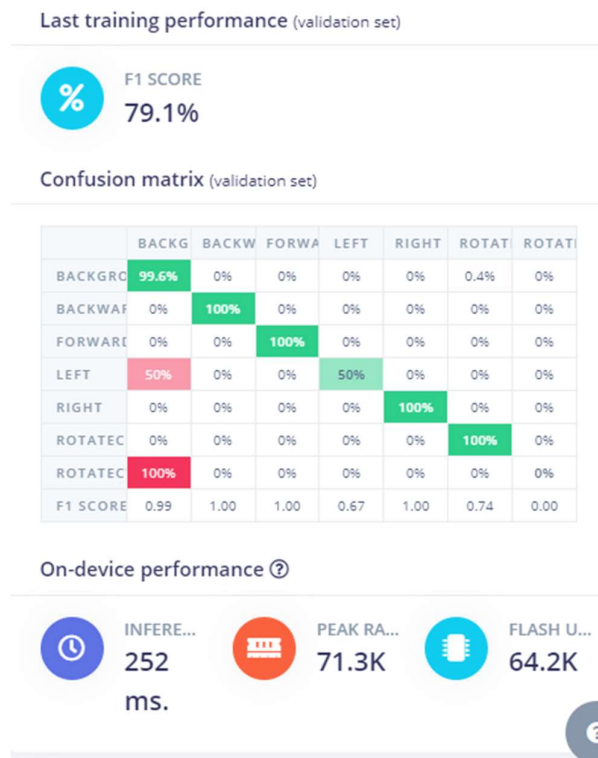 Last training performance (validation set)
%
F1 SCORE
79.1%
Confusion matrix (validation set)
BACKG BACKW FORWA LEFT RIGHT ROTATI ROTATI
BACKGRO 99.6% 0% 0% 0% 0% 0.4% 0%
BACKWAR 0% 100% 0% 0% 0% 0% 0%
FORWARD 0% 0% 100% 0% 0% 0% 0%
LEFT 50% 0% 0% 50% 0% 0% 0%
RIGHT 0% 0% 0% 0% 100% 0% 0%
ROTATEC 0% 0% 0% 0% 0% 100% 0%
ROTATEC 100% 0% 0% 0% 0% 0% 0%
F1 SCORE 0.99 1.00 1.00 0.67 1.00 0.74 0.00
On-device performance ?
INFERE... PEAK RA... FLASH U...
252 71.3K 64.2K
ms.
?